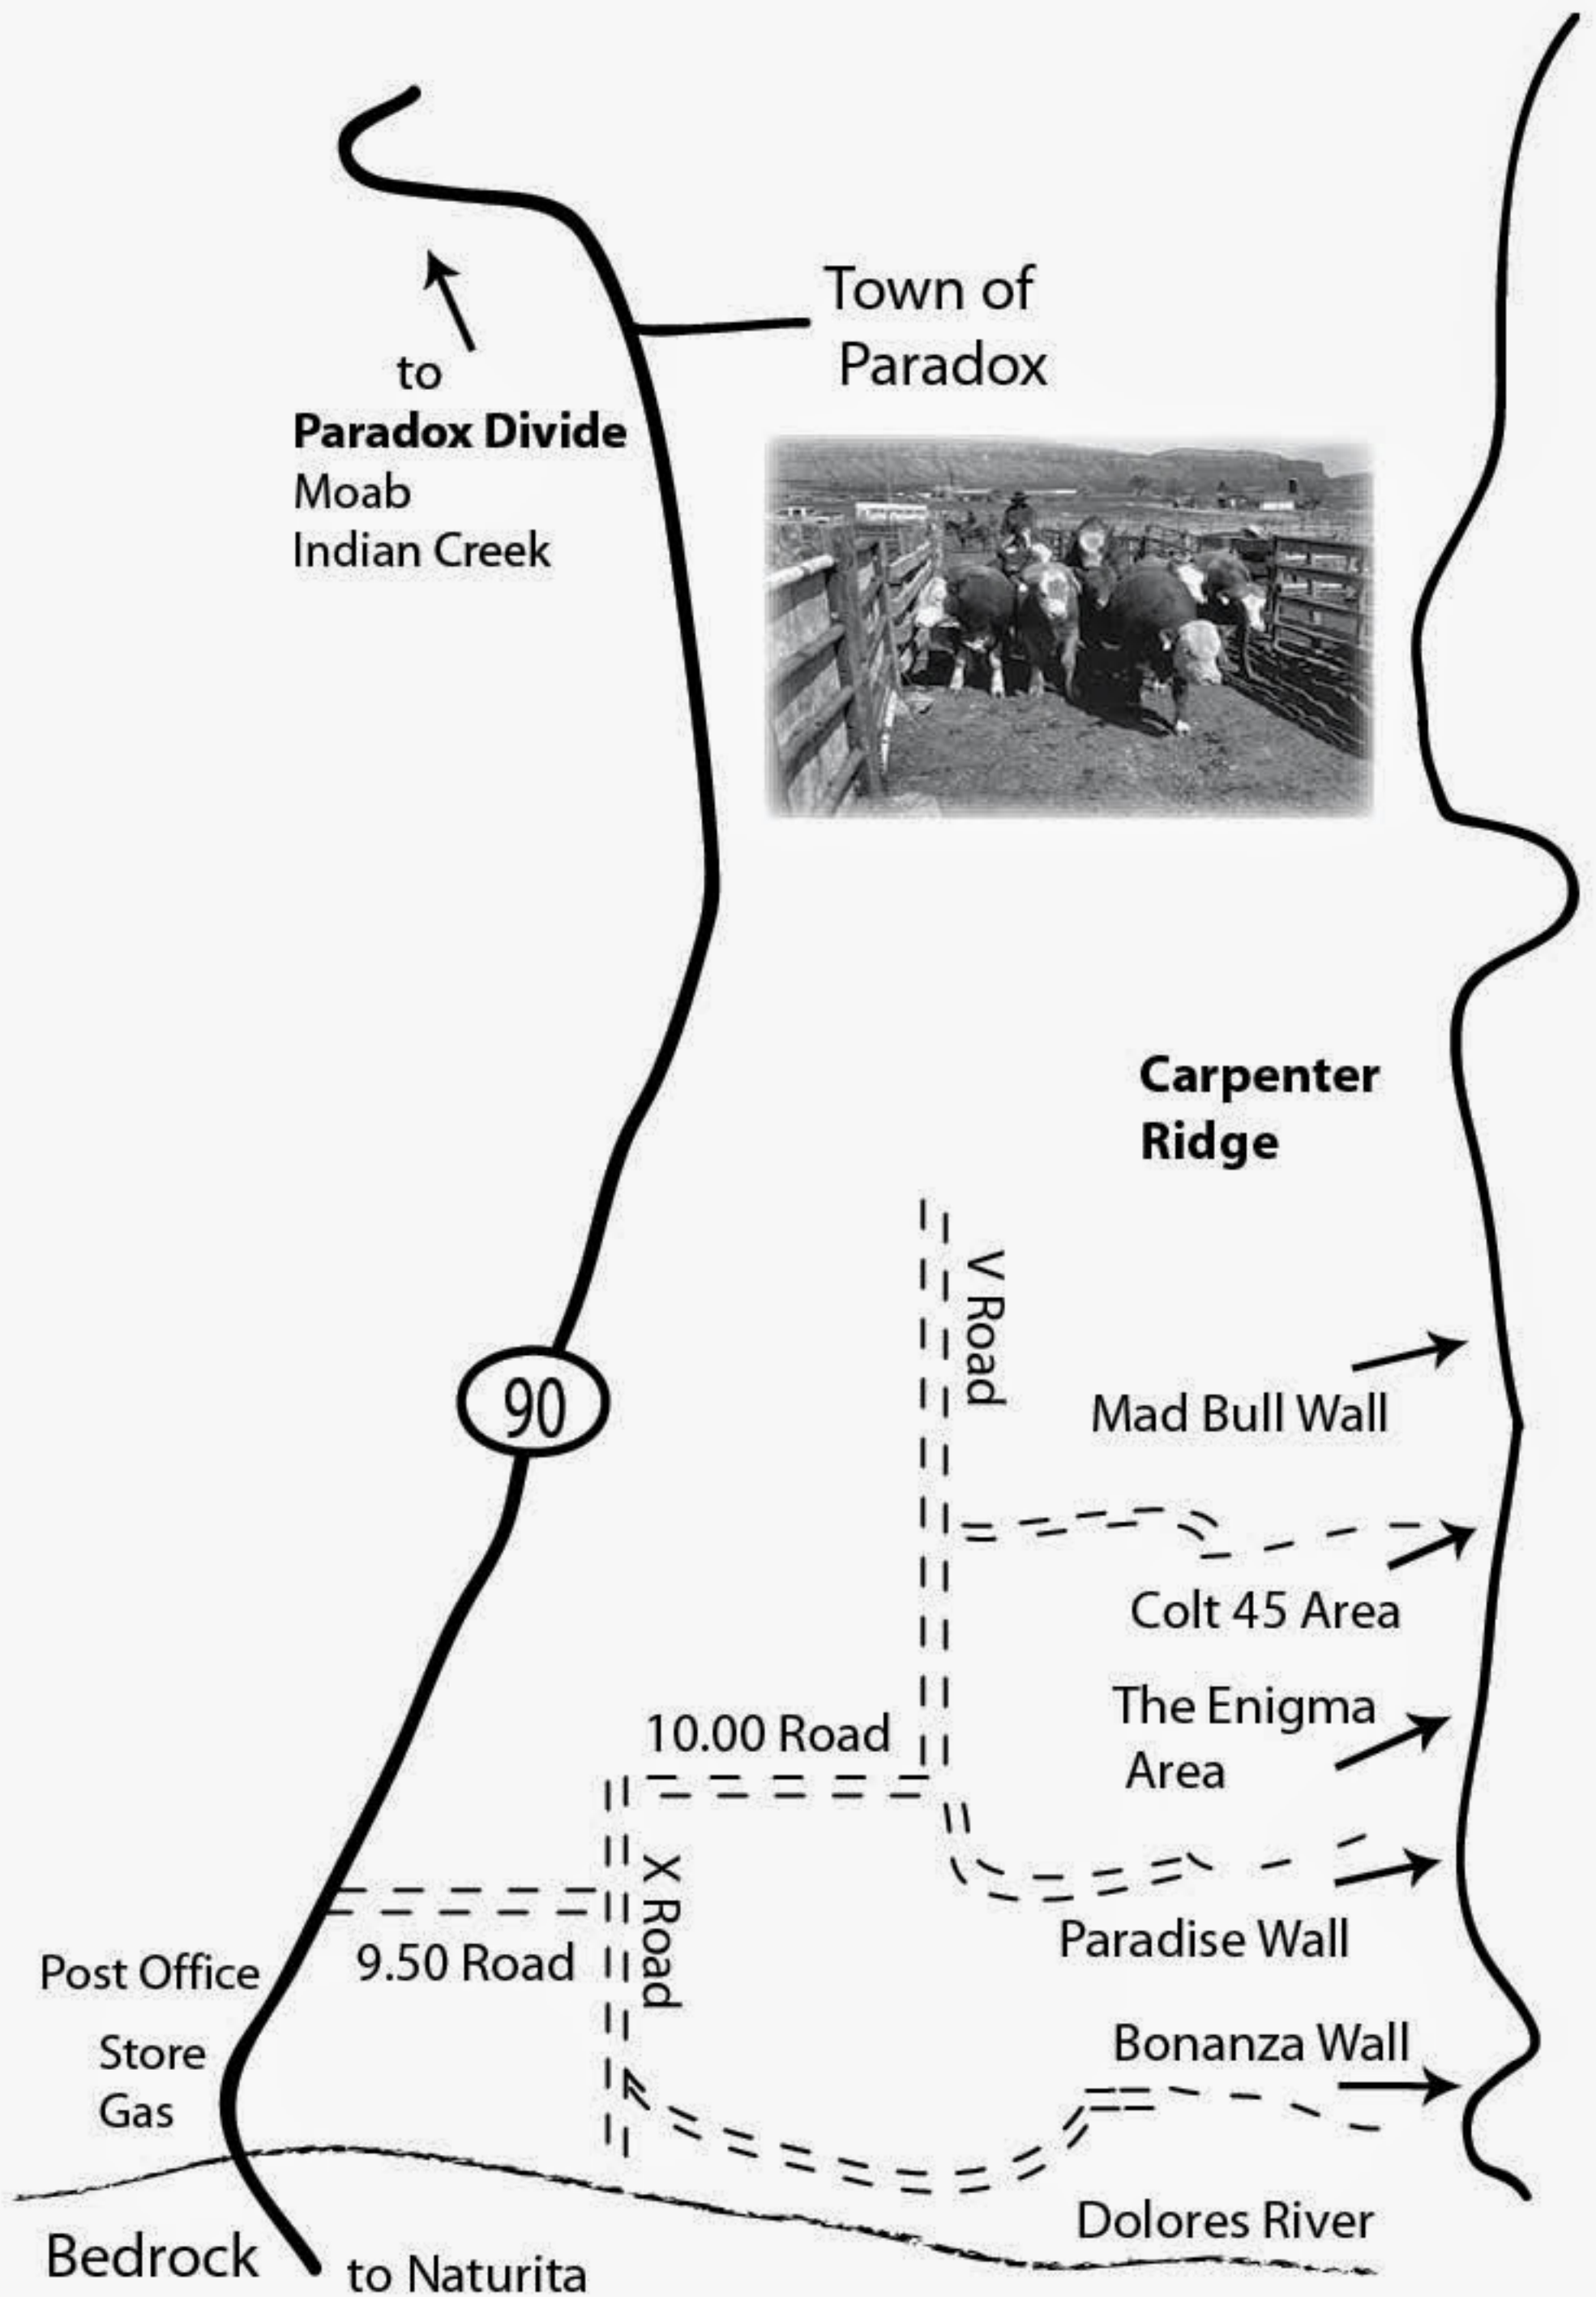 Town of
Paradox
to
Paradox Divide
Moab
Indian Creek
Carpenter
Ridge
V Road
90
Mad Bull Wall
Colt 45 Area
The Enigma
Area
10.00 Road
X Road
9.50 Road
Paradise Wall
Post Office
Store
Gas
Bonanza Wall
Dolores River
Bedrock
to Naturita